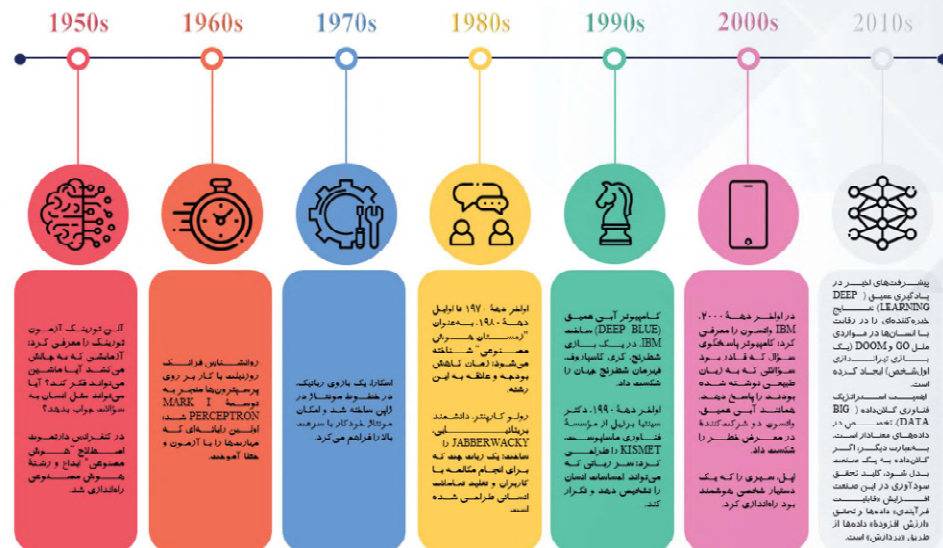 1950s
1960s
1970s
1980s
1990s
2000s
2010s
آلن تورینگ آزمون
تورینگ را معرفی کرد؛
آزمایشی که به چالش
می‌کشد آیا ماشین
می‌تواند فکر کند؟ آیا
می‌تواند مثل انسان به
سؤالات جواب بدهد؟
در کنفرانس دارتموث
اصطلاح "هوش
مصنوعی" ابداع و رشتهٔ
هوش مصنوعی
راه‌اندازی شد.
روانشناس فرانک
روزنبلت با کار بر روی
پرسپترون‌ها منجر به
توسعهٔ MARK I
PERCEPTRON شد؛
اولین رایانه‌ای که
مهارت‌ها را با آزمون و
خطا آموخت.
اسکارا، یک بازوی رباتیک،
در خطوط مونتاژ در
ژاپن ساخته شد و امکان
مونتاژ خودکار با سرعت
بالا را فراهم می‌کرد.
اواخر دههٔ ۱۹۷۰ تا اوایل
دههٔ ۱۹۸۰، به‌عنوان
"زمستان هوش
مصنوعی" شناخته
می‌شود؛ زمان کاهش
بودجه و علاقه به این
رشته.
رولو کارپنتر، دانشمند
بریتانیایی،
JABBERWACKY را
ساخت؛ یک ربات چت که
برای انجام مکالمه با
کاربران و تقلید تعاملات
انسانی طراحی شده
است.
کامپیوتر آبی عمیق
(DEEP BLUE) ساخت
IBM، در یک بازی
شطرنج، گری کاسپاروف،
قهرمان شطرنج جهان را
شکست داد.
اواخر دههٔ ۱۹۹۰، دکتر
سینتیا بریزیل از مؤسسهٔ
فناوری ماساچوست،
KISMET را طراحی
کرد؛ سر رباتی که
می‌تواند احساسات انسان
را تشخیص دهد و تکرار
کند.
در اواخر دههٔ ۲۰۰۰،
IBM واتسون را معرفی
کرد؛ کامپیوتر پاسخگوی
سؤال که قادر بود
سؤالاتی که به زبان
طبیعی نوشته شده
بودند را پاسخ دهد.
همانند آبی عمیق،
واتسون دو شرکت‌کنندهٔ
در معرض خطر را
شکست داد.
اپل سیری را که یک
دستیار شخصی هوشمند
بود راه‌اندازی کرد.
پیشرفت‌های اخیر در
یادگیری عمیق (DEEP
LEARNING) نتایج
خیره‌کننده‌ای را در رقابت
با انسان‌ها در مواردی
مثل GO و DOOM (یک
بازی تیراندازی
اول‌شخص) ایجاد کرده
است.
اهمیت استراتژیک
فناوری کلان‌داده (BIG
DATA)، تخصص در
داده‌های معنادار است.
به‌عبارت دیگر، اگر
کلان‌داده به یک صنعت
بدل شود، کلید تحقق
سودآوری در این صنعت
افزایش «قابلیت
فرآیندی» داده‌ها و تحقق
«ارزش افزوده» داده‌ها از
طریق «پردازش» است.